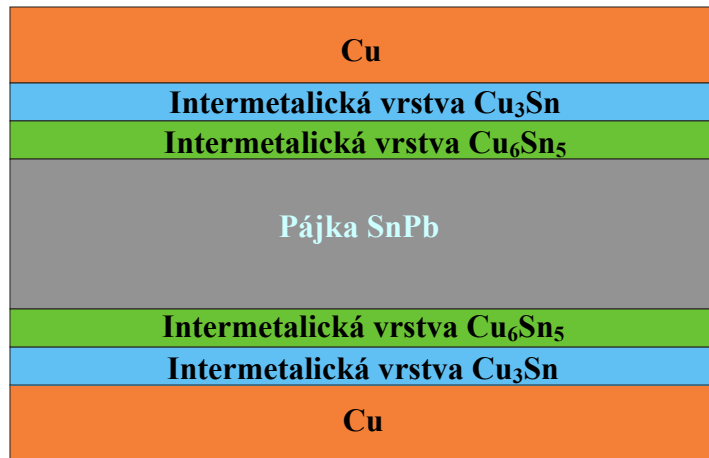 Cu
Intermetalická vrstva Cu₃Sn
Intermetalická vrstva Cu₆Sn₅
Pájka SnPb
Intermetalická vrstva Cu₆Sn₅
Intermetalická vrstva Cu₃Sn
Cu